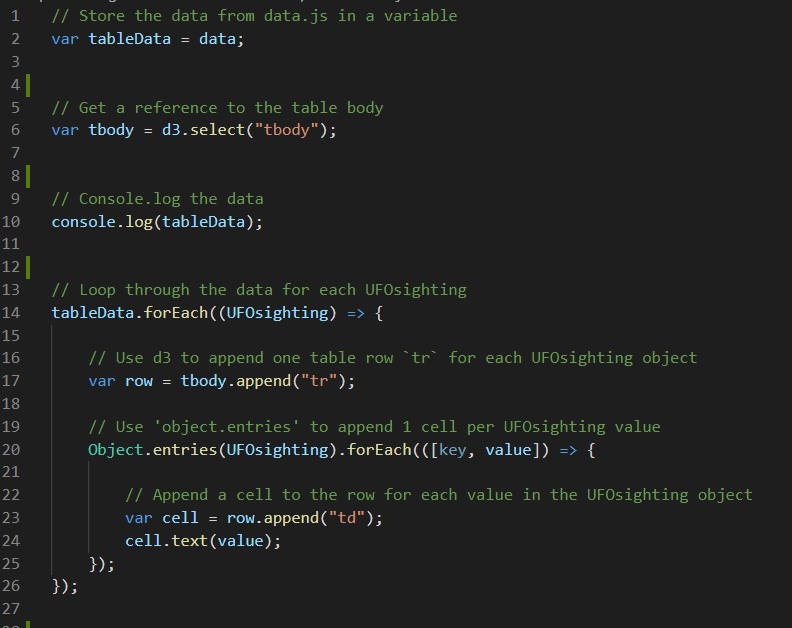 1 // Store the data from data.js in a variable
2 var tableData = data;
3
4
5 // Get a reference to the table body
6 var tbody = d3.select("tbody");
7
8
9 // Console.log the data
10 console.log(tableData);
11
12
13 // Loop through the data for each UFOsighting
14 tableData.forEach((UFOsighting) => {
15
16 // Use d3 to append one table row `tr` for each UFOsighting object
17 var row = tbody.append("tr");
18
19 // Use 'object.entries' to append 1 cell per UFOsighting value
20 Object.entries(UFOsighting).forEach(([key, value]) => {
21
22 // Append a cell to the row for each value in the UFOsighting object
23 var cell = row.append("td");
24 cell.text(value);
25 });
26 });
27